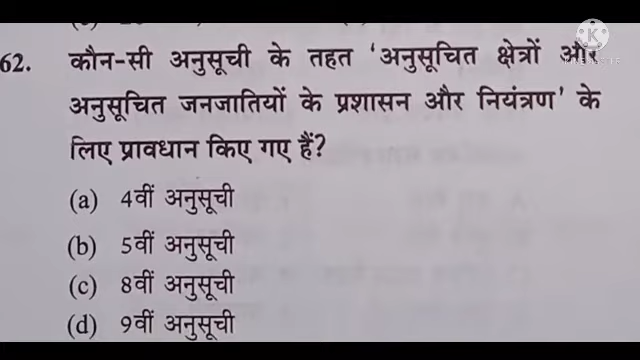 62. कौन-सी अनुसूची के तहत 'अनुसूचित क्षेत्रों और
अनुसूचित जनजातियों के प्रशासन और नियंत्रण' के
लिए प्रावधान किए गए हैं?
(a) 4वीं अनुसूची
(b) 5वीं अनुसूची
(c) 8वीं अनुसूची
(d) 9वीं अनुसूची